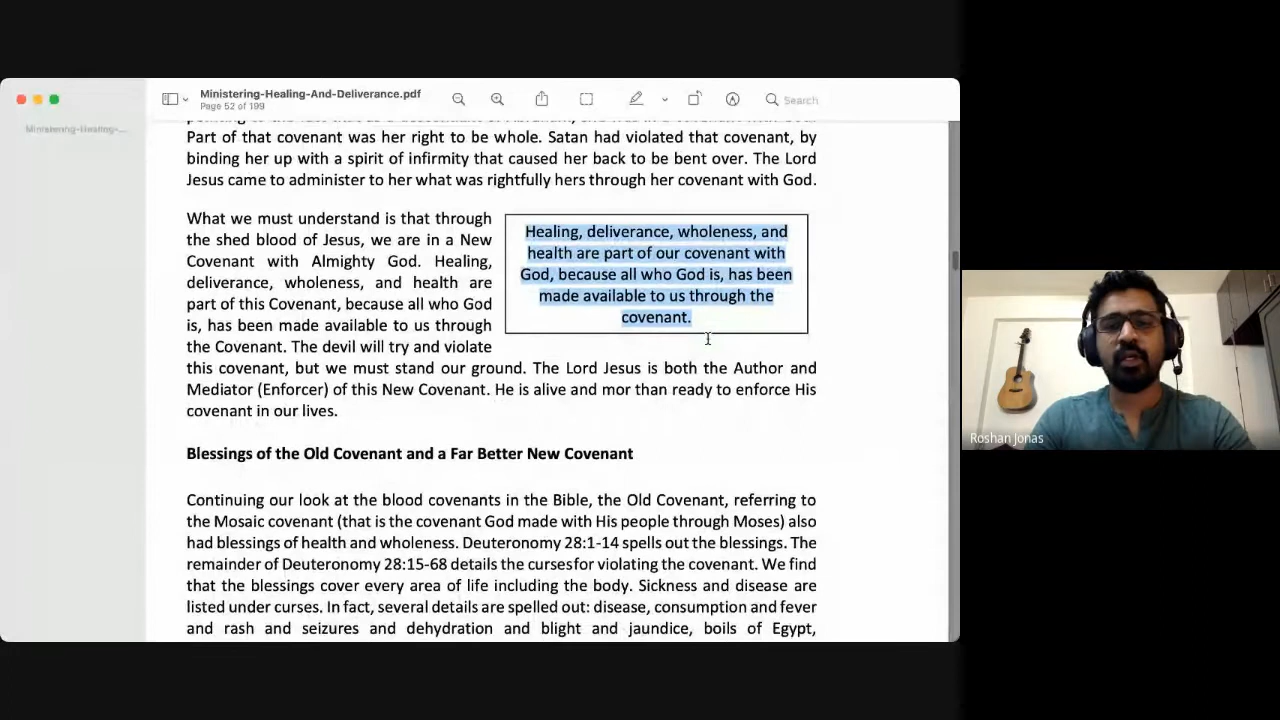 Ministering-Healing-And-Deliverance.pdf
Page 52 of 199
Search
Ministering-Healing-...
Part of that covenant was her right to be whole. Satan had violated that covenant, by
binding her up with a spirit of infirmity that caused her back to be bent over. The Lord
Jesus came to administer to her what was rightfully hers through her covenant with God.
What we must understand is that through
the shed blood of Jesus, we are in a New
Covenant with Almighty God. Healing,
deliverance, wholeness, and health are
part of this Covenant, because all who God
is, has been made available to us through
the Covenant. The devil will try and violate
this covenant, but we must stand our ground. The Lord Jesus is both the Author and
Mediator (Enforcer) of this New Covenant. He is alive and mor than ready to enforce His
covenant in our lives.
Healing, deliverance, wholeness, and
health are part of our covenant with
God, because all who God is, has been
made available to us through the
covenant.
Blessings of the Old Covenant and a Far Better New Covenant
Continuing our look at the blood covenants in the Bible, the Old Covenant, referring to
the Mosaic covenant (that is the covenant God made with His people through Moses) also
had blessings of health and wholeness. Deuteronomy 28:1-14 spells out the blessings. The
remainder of Deuteronomy 28:15-68 details the cursesfor violating the covenant. We find
that the blessings cover every area of life including the body. Sickness and disease are
listed under curses. In fact, several details are spelled out: disease, consumption and fever
and rash and seizures and dehydration and blight and jaundice, boils of Egypt,
Roshan Jonas